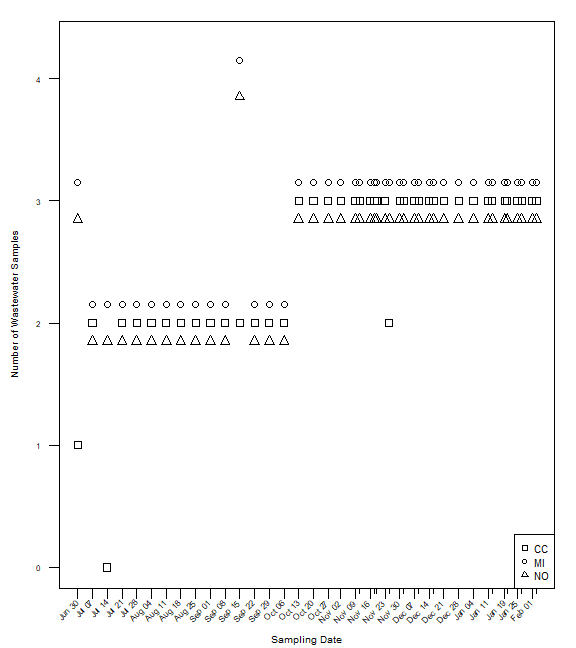 4
3
2
1
0
Number of Wastewater Samples
CC
MI
NO
Jun 30
Jul 07
Jul 14
Jul 21
Jul 28
Aug 04
Aug 11
Aug 18
Aug 25
Sep 01
Sep 08
Sep 15
Sep 22
Sep 29
Oct 06
Oct 13
Oct 20
Oct 27
Nov 02
Nov 09
Nov 16
Nov 23
Nov 30
Dec 07
Dec 14
Dec 21
Dec 28
Jan 04
Jan 11
Jan 19
Jan 25
Feb 01
Sampling Date